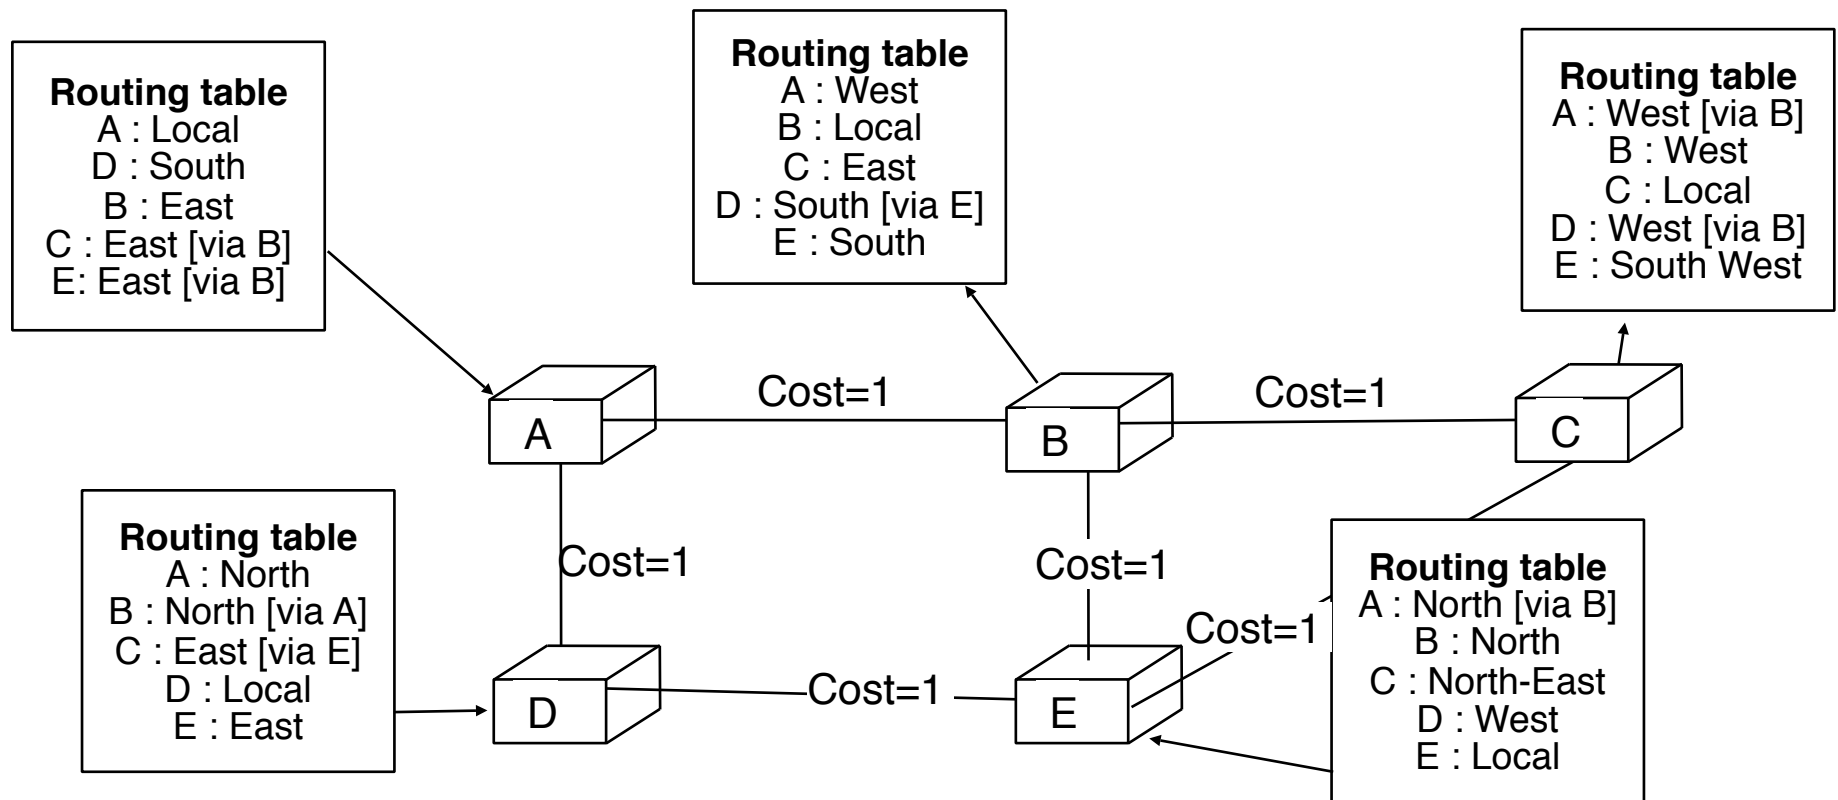 Routing table
A : Local
D : South
B : East
C : East [via B]
E: East [via B]
Routing table
A : West
B : Local
C : East
D : South [via E]
E : South
Routing table
A : West [via B]
B : West
C : Local
D : West [via B]
E : South West
Cost=1
Cost=1
A
B
C
Cost=1
Cost=1
Cost=1
Routing table
A : North
B : North [via A]
C : East [via E]
D : Local
E : East
D
Cost=1
E
Routing table
A : North [via B]
B : North
C : North-East
D : West
E : Local